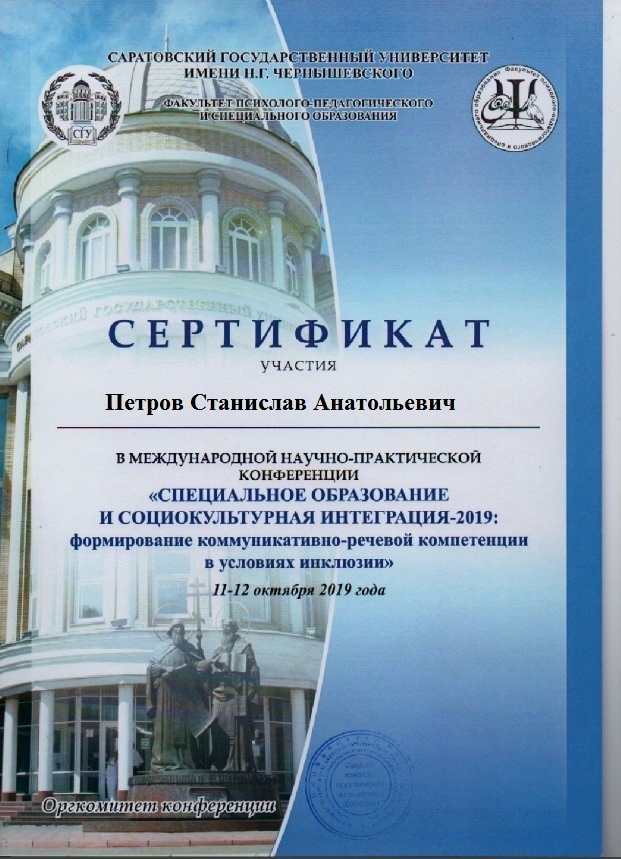 САРАТОВСКИЙ ГОСУДАРСТВЕННЫЙ УНИВЕРСИТЕТ
ИМЕНИ Н.Г. ЧЕРНЫШЕВСКОГО
ФАКУЛЬТЕТ ПСИХОЛОГО-ПЕДАГОГИЧЕСКОГО
И СПЕЦИАЛЬНОГО ОБРАЗОВАНИЯ
СГУ
СЕРТИФИКАТ
УЧАСТИЯ
Петров Станислав Анатольевич
В МЕЖДУНАРОДНОЙ НАУЧНО-ПРАКТИЧЕСКОЙ
КОНФЕРЕНЦИИ
«СПЕЦИАЛЬНОЕ ОБРАЗОВАНИЕ
И СОЦИОКУЛЬТУРНАЯ ИНТЕГРАЦИЯ-2019:
формирование коммуникативно-речевой компетенции
в условиях инклюзии»
11-12 октября 2019 года
Оргкомитет конференции